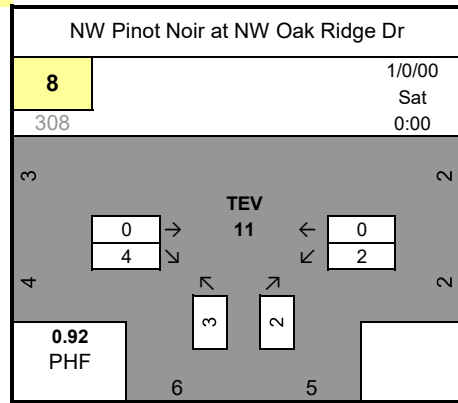 NW Pinot Noir at NW Oak Ridge Dr
8 1/0/00
Sat
308 0:00
3 2
TEV
0 → 11 ← 0
4 ↘ ↙ 2
4 2
↖ ↗
3 2
0.92
PHF
6 5